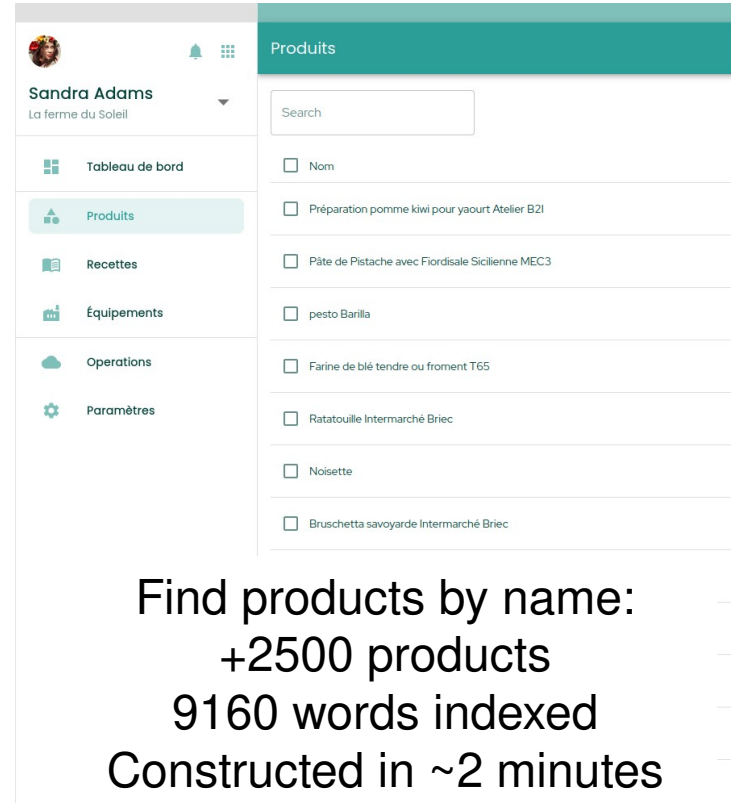 Sandra Adams
La ferme du Soleil
Tableau de bord
Produits
Recettes
Équipements
Operations
Paramètres
Produits
Search
Nom
Préparation pomme kiwi pour yaourt Atelier B2I
Pâte de Pistache avec Fiordisale Sicilienne MEC3
pesto Barilla
Farine de blé tendre ou froment T65
Ratatouille Intermarché Briec
Noisette
Bruschetta savoyarde Intermarché Briec
Find products by name:
+2500 products
9160 words indexed
Constructed in ~2 minutes